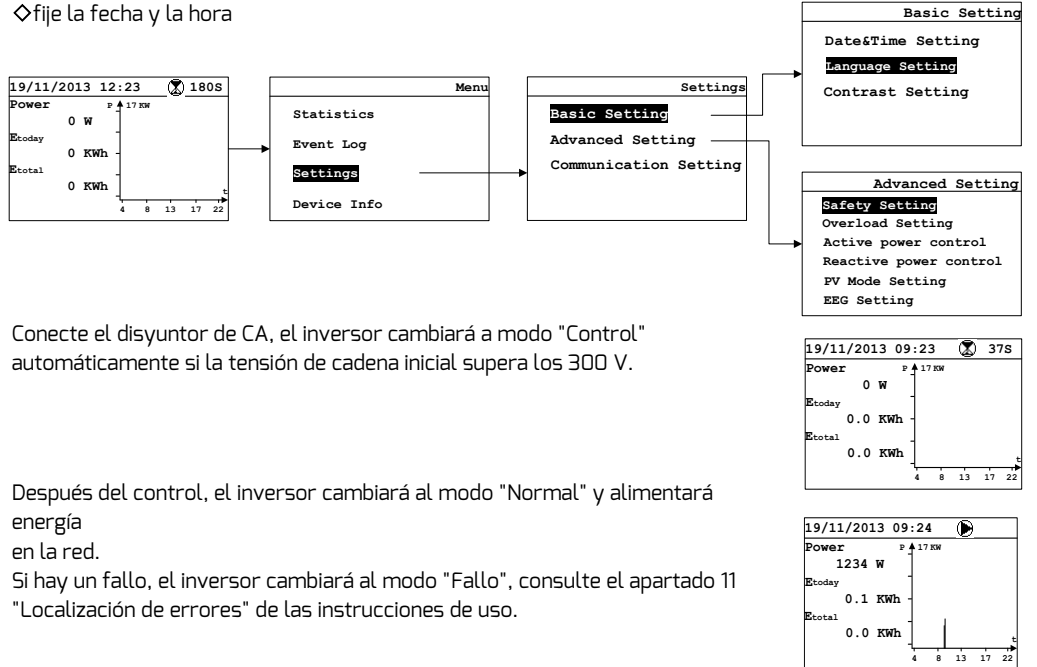 ◇fije la fecha y la hora
19/11/2013 12:23 180S
Power P 17 KW
0 W
Etoday
0 KWh
Etotal
0 KWh
t
4 8 13 17 22
Menu
Statistics
Event Log
Settings
Device Info
Settings
Basic Setting
Advanced Setting
Communication Setting
Basic Setting
Date&Time Setting
Language Setting
Contrast Setting
Advanced Setting
Safety Setting
Overload Setting
Active power control
Reactive power control
PV Mode Setting
EEG Setting
Conecte el disyuntor de CA, el inversor cambiará a modo "Control"
automáticamente si la tensión de cadena inicial supera los 300 V.
19/11/2013 09:23 37S
Power P 17 KW
0 W
Etoday
0.0 KWh
Etotal
0.0 KWh
t
4 8 13 17 22
Después del control, el inversor cambiará al modo "Normal" y alimentará
energía
en la red.
Si hay un fallo, el inversor cambiará al modo "Fallo", consulte el apartado 11
"Localización de errores" de las instrucciones de uso.
19/11/2013 09:24
Power P 17 KW
1234 W
Etoday
0.1 KWh
Etotal
0.0 KWh
t
4 8 13 17 22